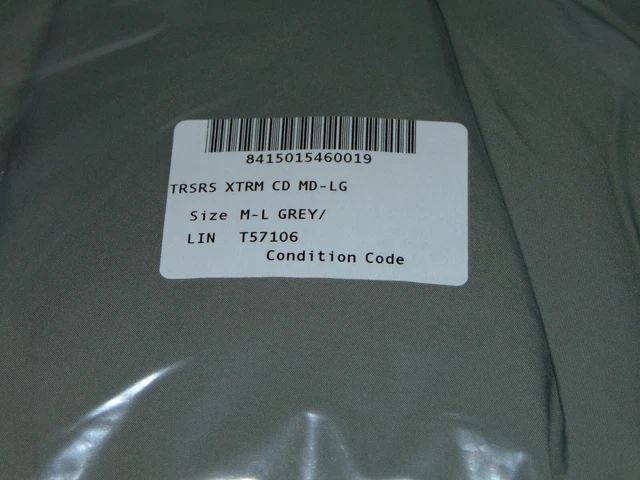 8415015460019
TRSRS XTRM CD MD-LG
Size M-L GREY/
LIN T57106
Condition Code